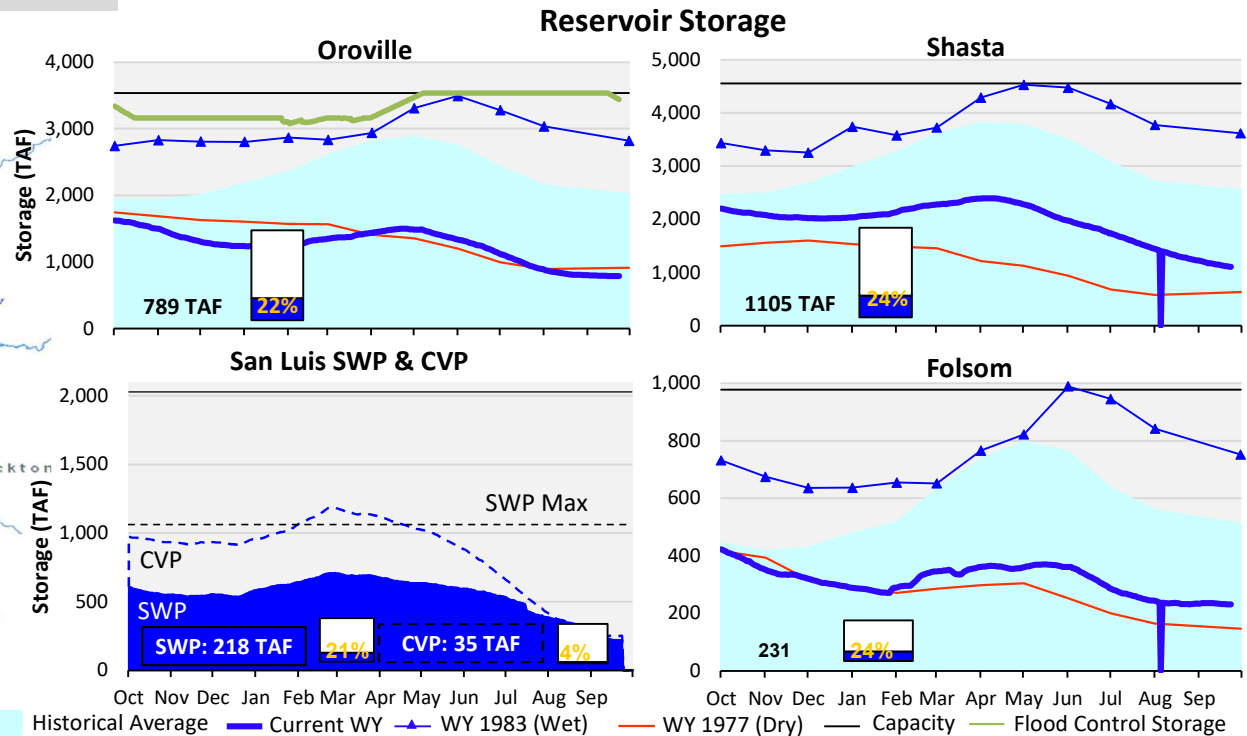 Reservoir Storage
Oroville
Storage (TAF)
4,000
3,000
2,000
1,000
0
789 TAF
22%
Shasta
5,000
4,000
3,000
2,000
1,000
0
1105 TAF
24%
San Luis SWP & CVP
Storage (TAF)
2,000
1,500
1,000
500
0
SWP Max
CVP
SWP
SWP: 218 TAF
21%
CVP: 35 TAF
4%
Oct Nov Dec Jan Feb Mar Apr May Jun Jul Aug Sep
Folsom
1,000
800
600
400
200
0
231
24%
Oct Nov Dec Jan Feb Mar Apr May Jun Jul Aug Sep
Historical Average Current WY WY 1983 (Wet) WY 1977 (Dry) Capacity Flood Control Storage
ckton